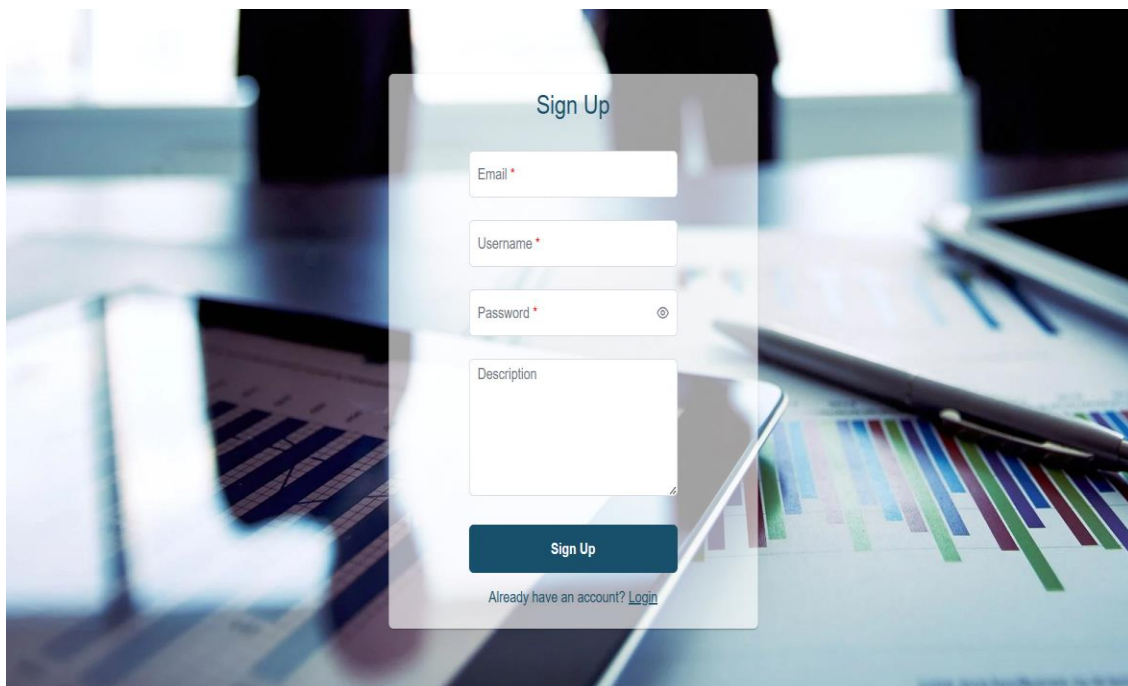 Sign Up
Email *
Username *
Password *
Description
Sign Up
Already have an account? Login